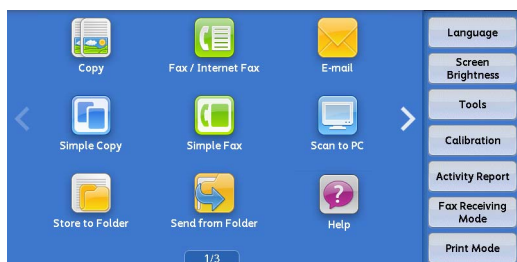 Copy
Fax / Internet Fax
E-mail
Simple Copy
Simple Fax
Scan to PC
Store to Folder
Send from Folder
Help
1/3
Language
Screen
Brightness
Tools
Calibration
Activity Report
Fax Receiving
Mode
Print Mode